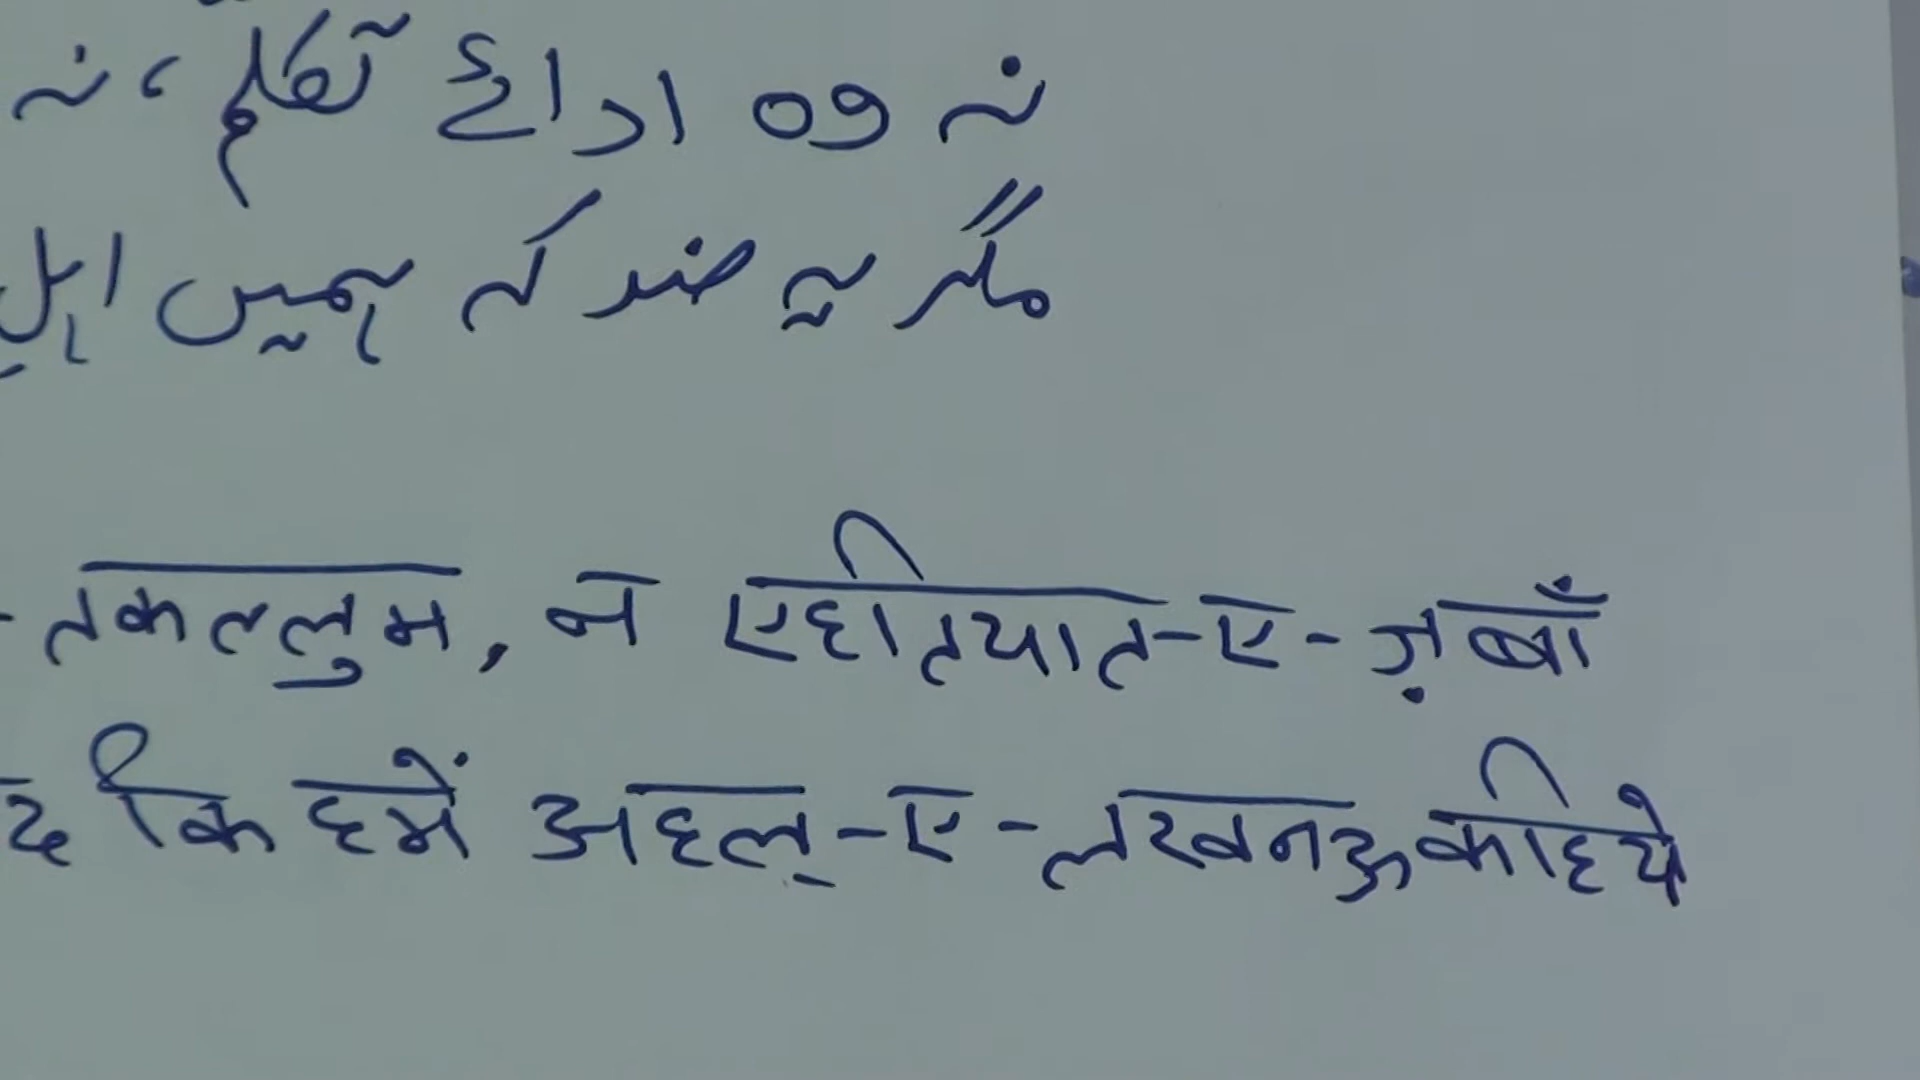 نہ وہ ادائے تکلم، نہ
مگر یہ ضد کہ ہمیں اہل
-तकल्लुम, न एहतियात-ए-ज़बाँ
द कि हमें अहल्-ए-लखनऊ कहिये